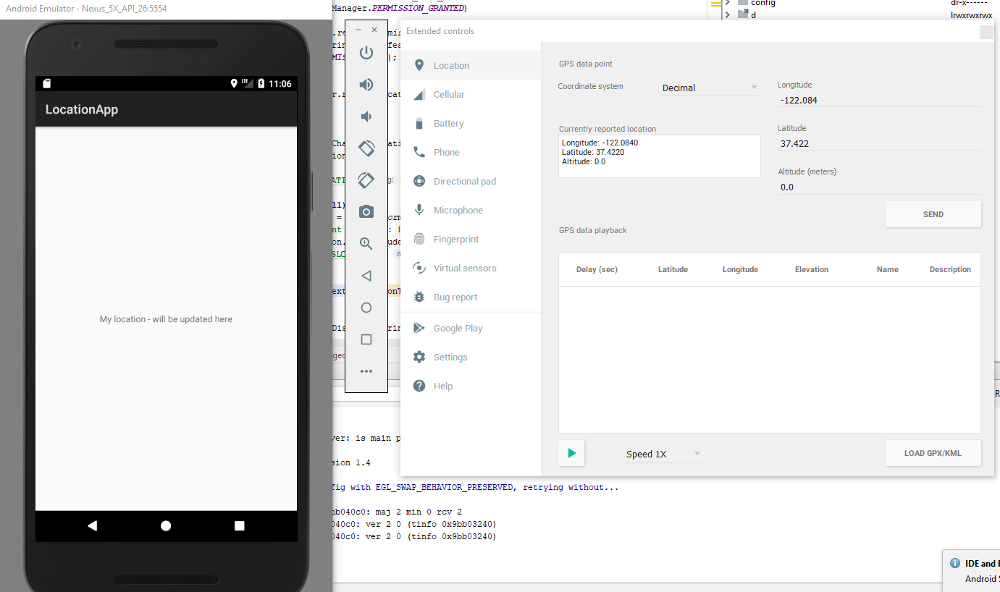 Android Emulator - Nexus_5X_API_26:5554
LTE 11:06
LocationApp
My location - will be updated here
Manager.PERMISSION_GRANTED)
ATI
= 
ion.
wer: is main p
sion 1.4
fig with EGL_SWAP_BEHAVIOR_PRESERVED, retrying without...
bb040c0: maj 2 min 0 rcv 2
040c0: ver 2 0 (tinfo 0x9bb03240)
040c0: ver 2 0 (tinfo 0x9bb03240)
config dr-x------
d lrwxrwxrwx
Extended controls
Location
Cellular
Battery
Phone
Directional pad
Microphone
Fingerprint
Virtual sensors
Bug report
Google Play
Settings
Help
GPS data point
Coordinate system Decimal
Longitude
-122.084
Currently reported location
Longitude: -122.0840
Latitude: 37.4220
Altitude: 0.0
Latitude
37.422
Altitude (meters)
0.0
SEND
GPS data playback
Delay (sec) Latitude Longitude Elevation Name Description
Speed 1X
LOAD GPX/KML
IDE and
Android